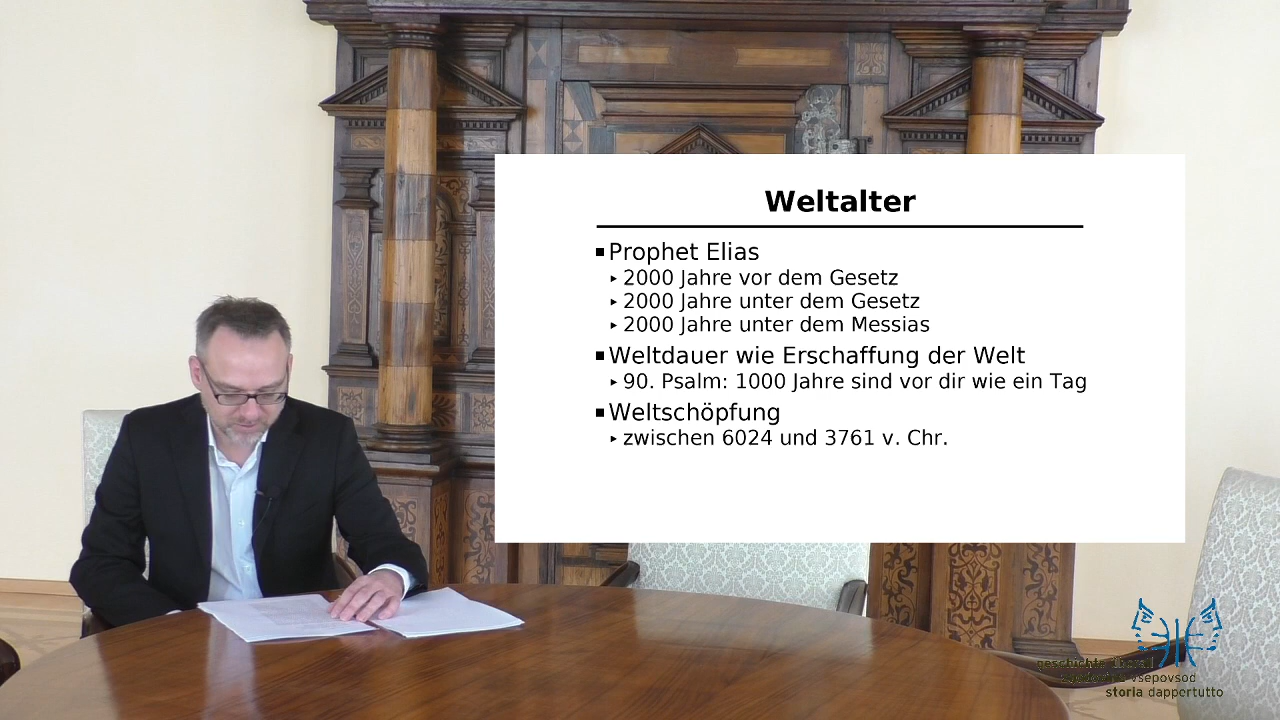 Weltalter
Prophet Elias
2000 Jahre vor dem Gesetz
2000 Jahre unter dem Gesetz
2000 Jahre unter dem Messias
Weltdauer wie Erschaffung der Welt
90. Psalm: 1000 Jahre sind vor dir wie ein Tag
Weltschöpfung
zwischen 6024 und 3761 v. Chr.
geschichte überall
vsepovsod
storia dappertutto